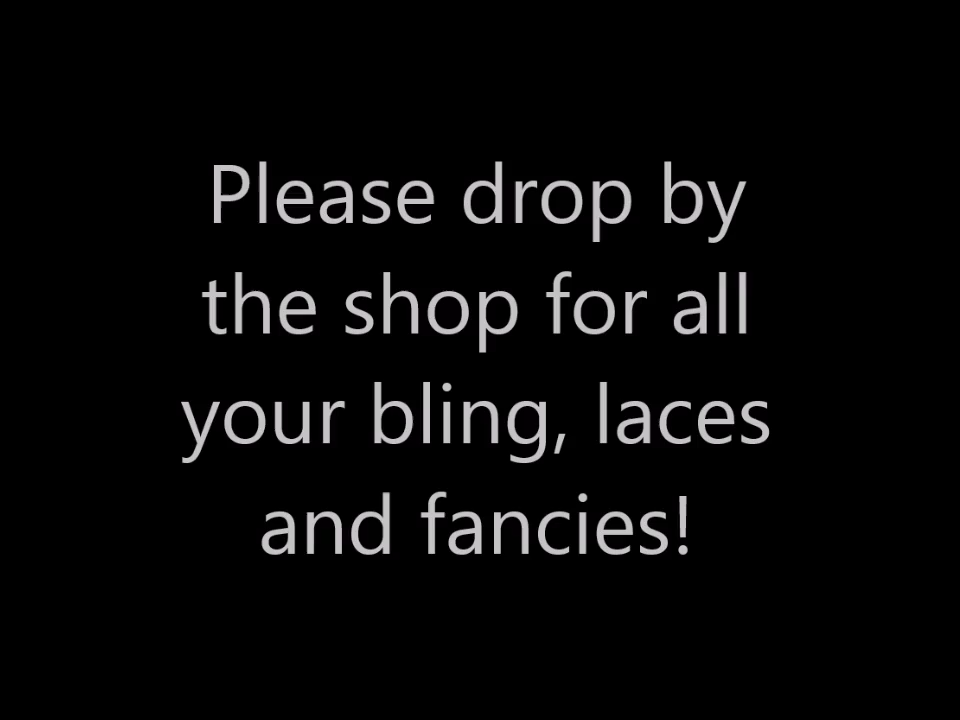 Please drop by
the shop for all
your bling, laces
and fancies!